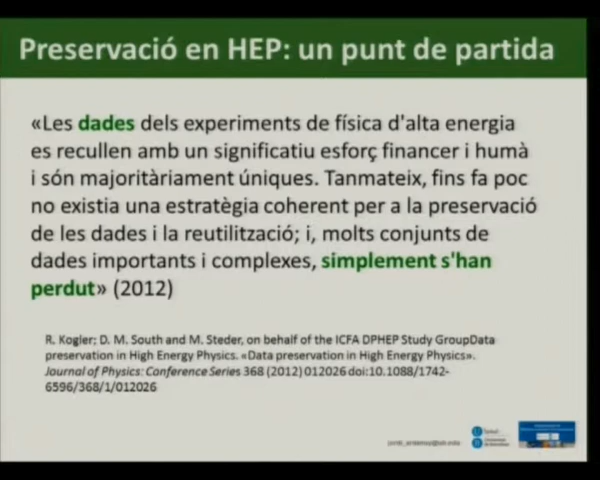 Preservació en HEP: un punt de partida
«Les dades dels experiments de física d'alta energia
es recullen amb un significatiu esforç financer i humà
i són majoritàriament úniques. Tanmateix, fins fa poc
no existia una estratègia coherent per a la preservació
de les dades i la reutilització; i, molts conjunts de
dades importants i complexes, simplement s'han
perdut» (2012)
R. Kogler; D. M. South and M. Steder, on behalf of the ICFA DPHEP Study GroupData
preservation in High Energy Physics. «Data preservation in High Energy Physics».
Journal of Physics: Conference Series 368 (2012) 012026 doi:10.1088/1742-
6596/368/1/012026